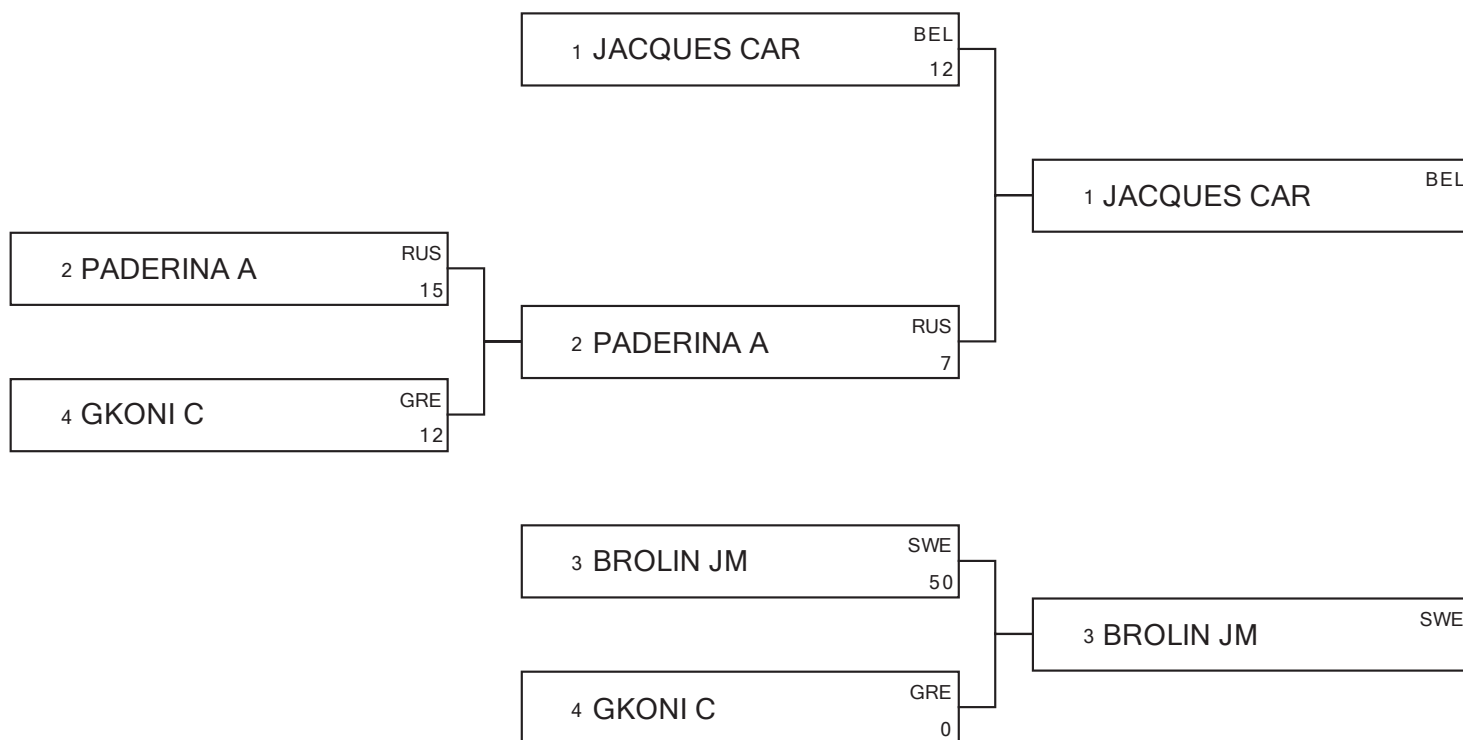 1 JACQUES CAR BEL
12
1 JACQUES CAR BEL
2 PADERINA A RUS
15
2 PADERINA A RUS
7
4 GKONI C GRE
12
3 BROLIN JM SWE
50
3 BROLIN JM SWE
4 GKONI C GRE
0